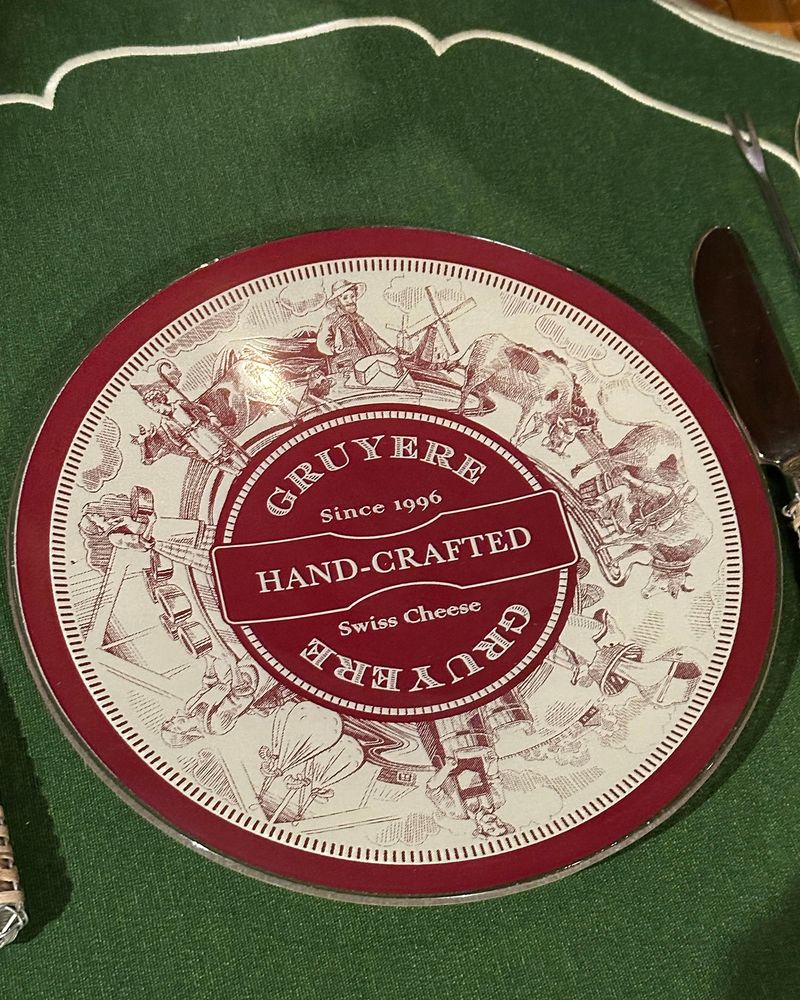 GRUYERE
Since 1996
HAND-CRAFTED
Swiss Cheese
GRUYERE